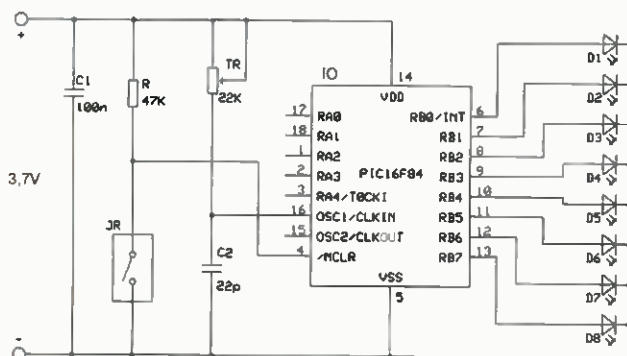 +
C1
100n
R
47K
TR
22K
IO
14
VDD
17 RA0
18 RA1
1 RA2
2 RA3
3 RA4/T0CKI
16 OSC1/CLKIN
15 OSC2/CLKOUT
4 /MCLR
PIC16F84
RB0/INT 6
RB1 7
RB2 8
RB3 9
RB4 10
RB5 11
RB6 12
RB7 13
VSS
5
D1
D2
D3
D4
D5
D6
D7
D8
3,7V
JR
C2
22p
-